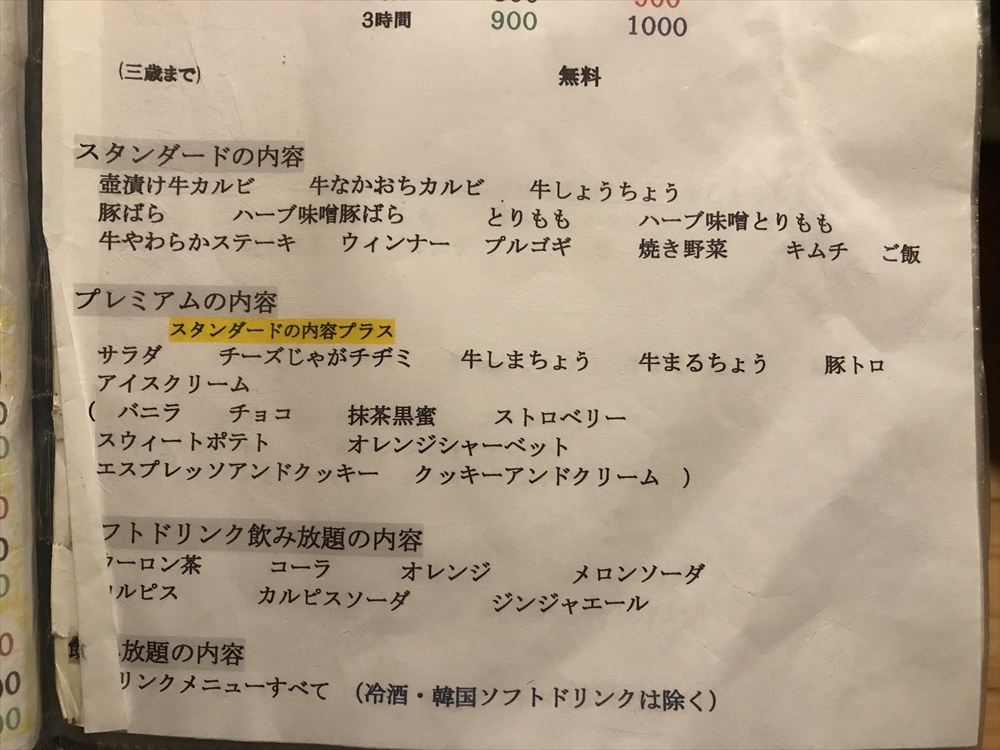 3時間 900 1000
(三歳まで) 無料
スタンダードの内容
壺漬け牛カルビ 牛なかおちカルビ 牛しょうちょう
豚ばら ハーブ味噌豚ばら とりもも ハーブ味噌とりもも
牛やわらかステーキ ウィンナー プルゴギ 焼き野菜 キムチ ご飯
プレミアムの内容
スタンダードの内容プラス
サラダ チーズじゃがチヂミ 牛しまちょう 牛まるちょう 豚トロ
アイスクリーム
( バニラ チョコ 抹茶黒蜜 ストロベリー
スウィートポテト オレンジシャーベット
エスプレッソアンドクッキー クッキーアンドクリーム )
フトドリンク飲み放題の内容
ウーロン茶 コーラ オレンジ メロンソーダ
カルピス カルピスソーダ ジンジャエール
飲み放題の内容
リンクメニューすべて (冷酒・韓国ソフトドリンクは除く)